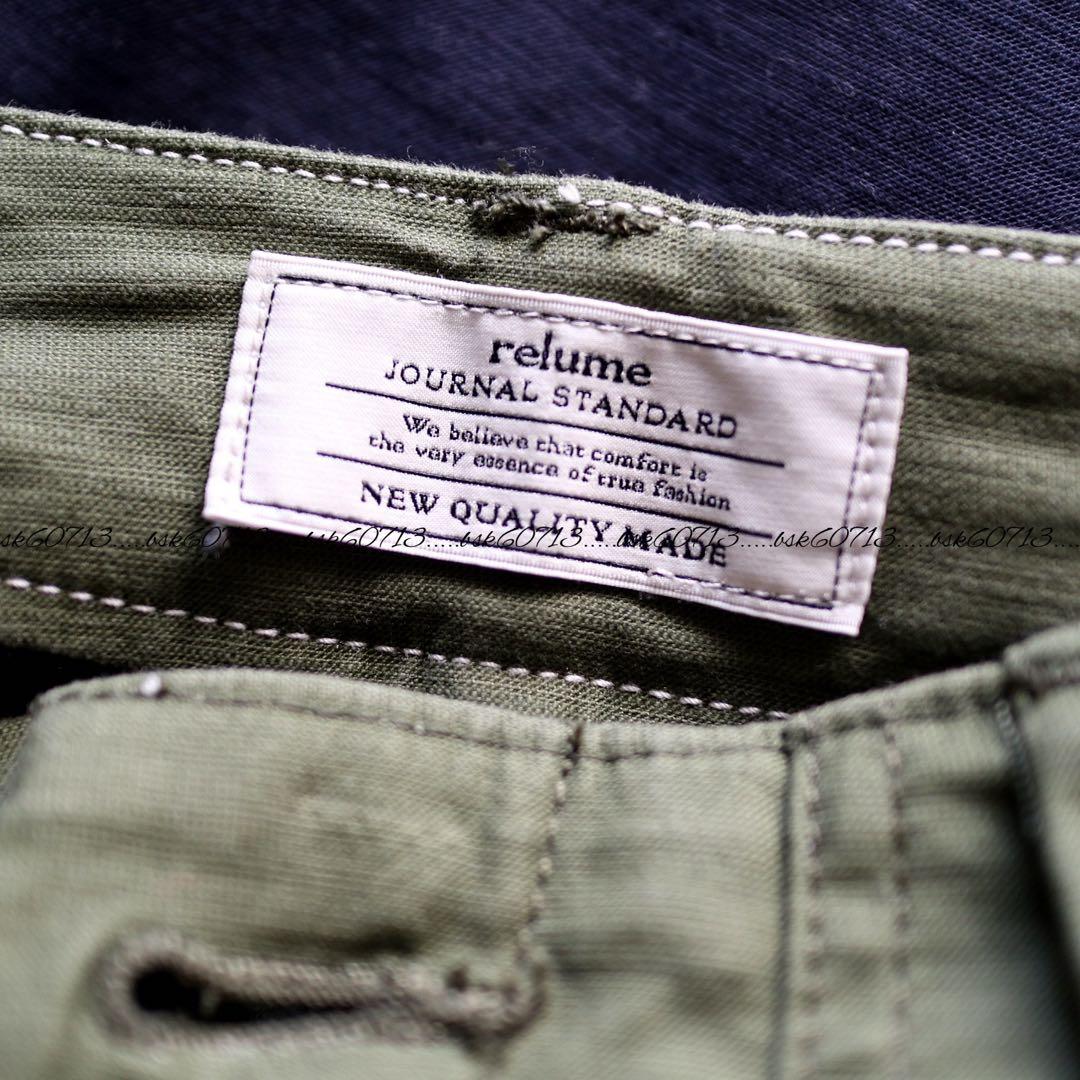 relume
JOURNAL STANDARD
We believe that comfort is
the very essence of true fashion
NEW QUALITY MADE
bsk60713.....bsk60713.....bsk60713.....bsk60713.....bsk60713.....bsk60713....